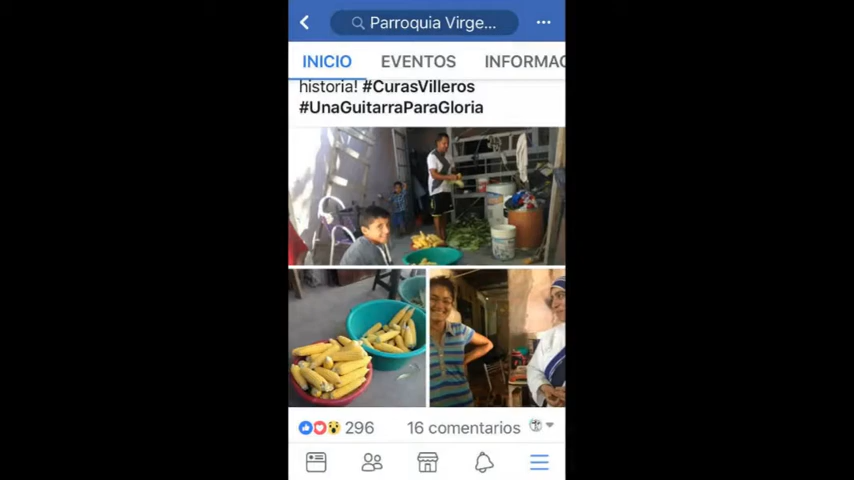 Parroquia Virge...
INICIO EVENTOS INFORMAC
historia! #CurasVilleros
#UnaGuitarraParaGloria
296 16 comentarios